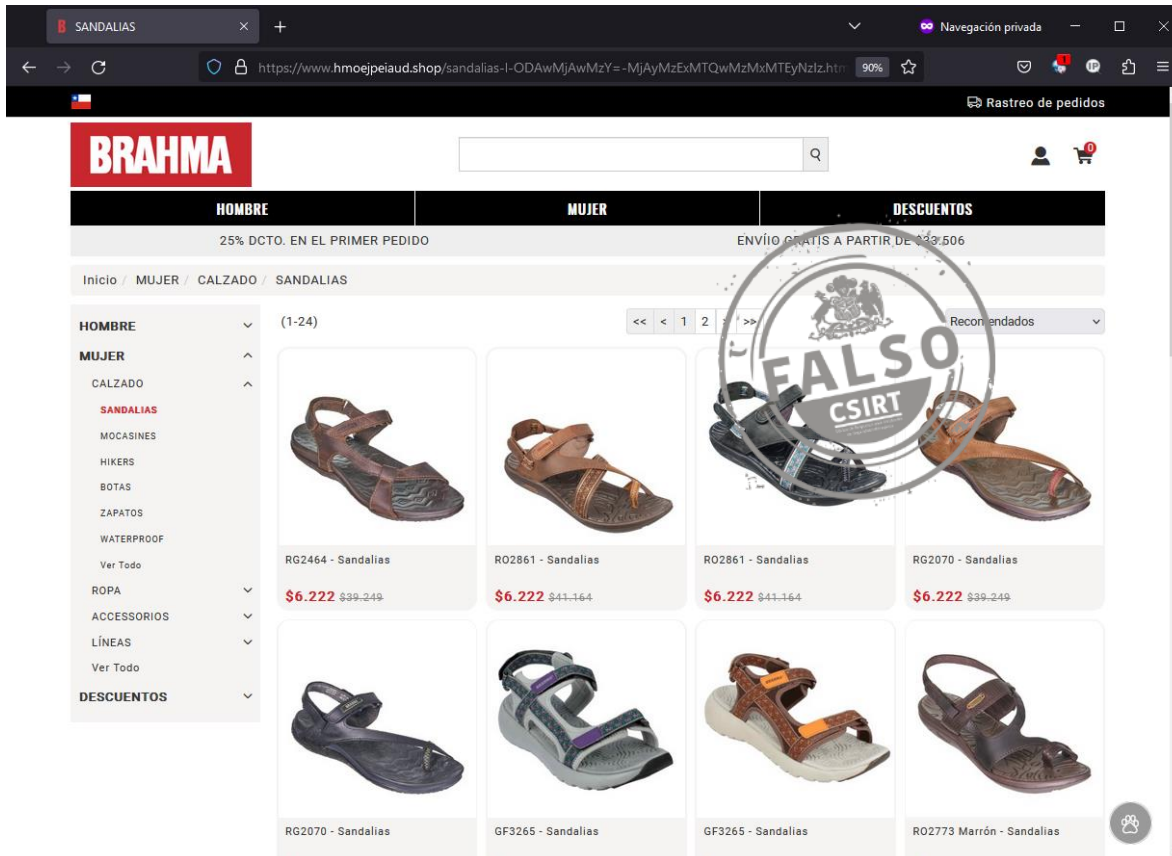 SANDALIAS
Navegación privada
https://www.hmoejpeiaud.shop/sandalias-l-ODAwMjAwMzY=-MjAyMzExMTQwMzMxMTEyNzIz.htm 90%
Rastreo de pedidos
BRAHMA
0
HOMBRE MUJER DESCUENTOS
25% DCTO. EN EL PRIMER PEDIDO ENVÍIO GRATIS A PARTIR DE $33.506
Inicio / MUJER / CALZADO / SANDALIAS
HOMBRE
MUJER
CALZADO
SANDALIAS
MOCASINES
HIKERS
BOTAS
ZAPATOS
WATERPROOF
Ver Todo
ROPA
ACCESSORIOS
LÍNEAS
Ver Todo
DESCUENTOS
(1-24) << < 1 2 > >> Recomendados
FALSO
CSIRT
RG2464 - Sandalias
$6.222 $39.249
RO2861 - Sandalias
$6.222 $41.164
RO2861 - Sandalias
$6.222 $41.164
RG2070 - Sandalias
$6.222 $39.249
RG2070 - Sandalias
GF3265 - Sandalias
GF3265 - Sandalias
RO2773 Marrón - Sandalias